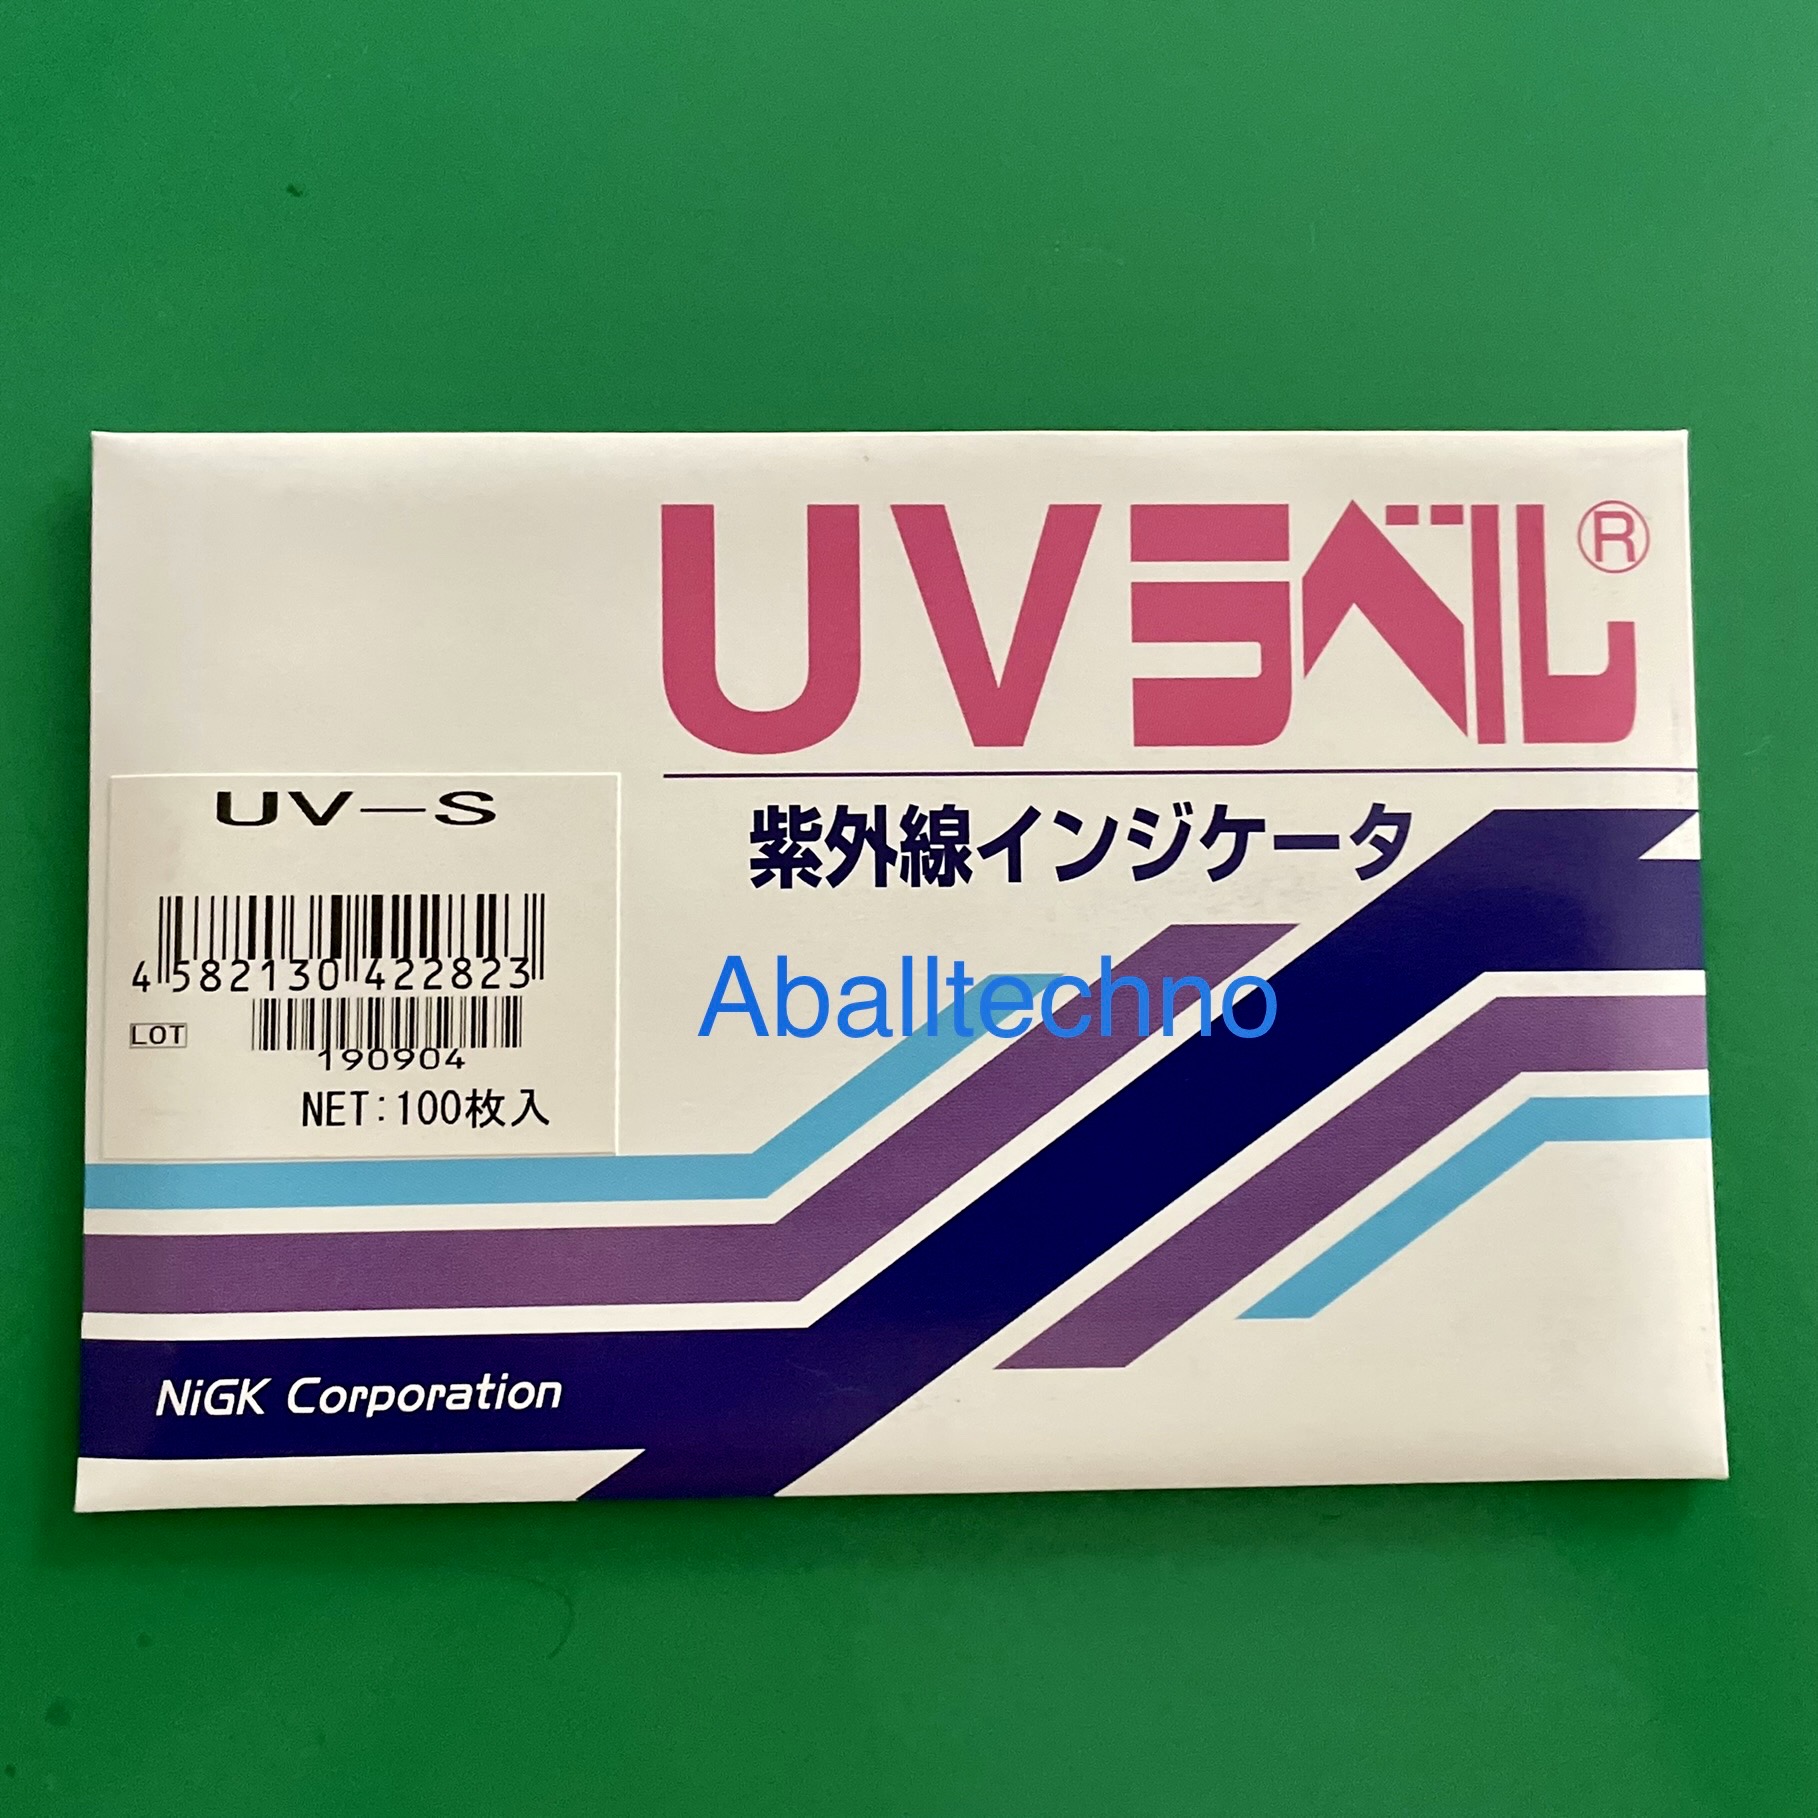 UVラベル®
紫外線インジケータ
UV－S
4 582130 422823
LOT
190904
NET:100枚入
Aballtechno
NiGK Corporation